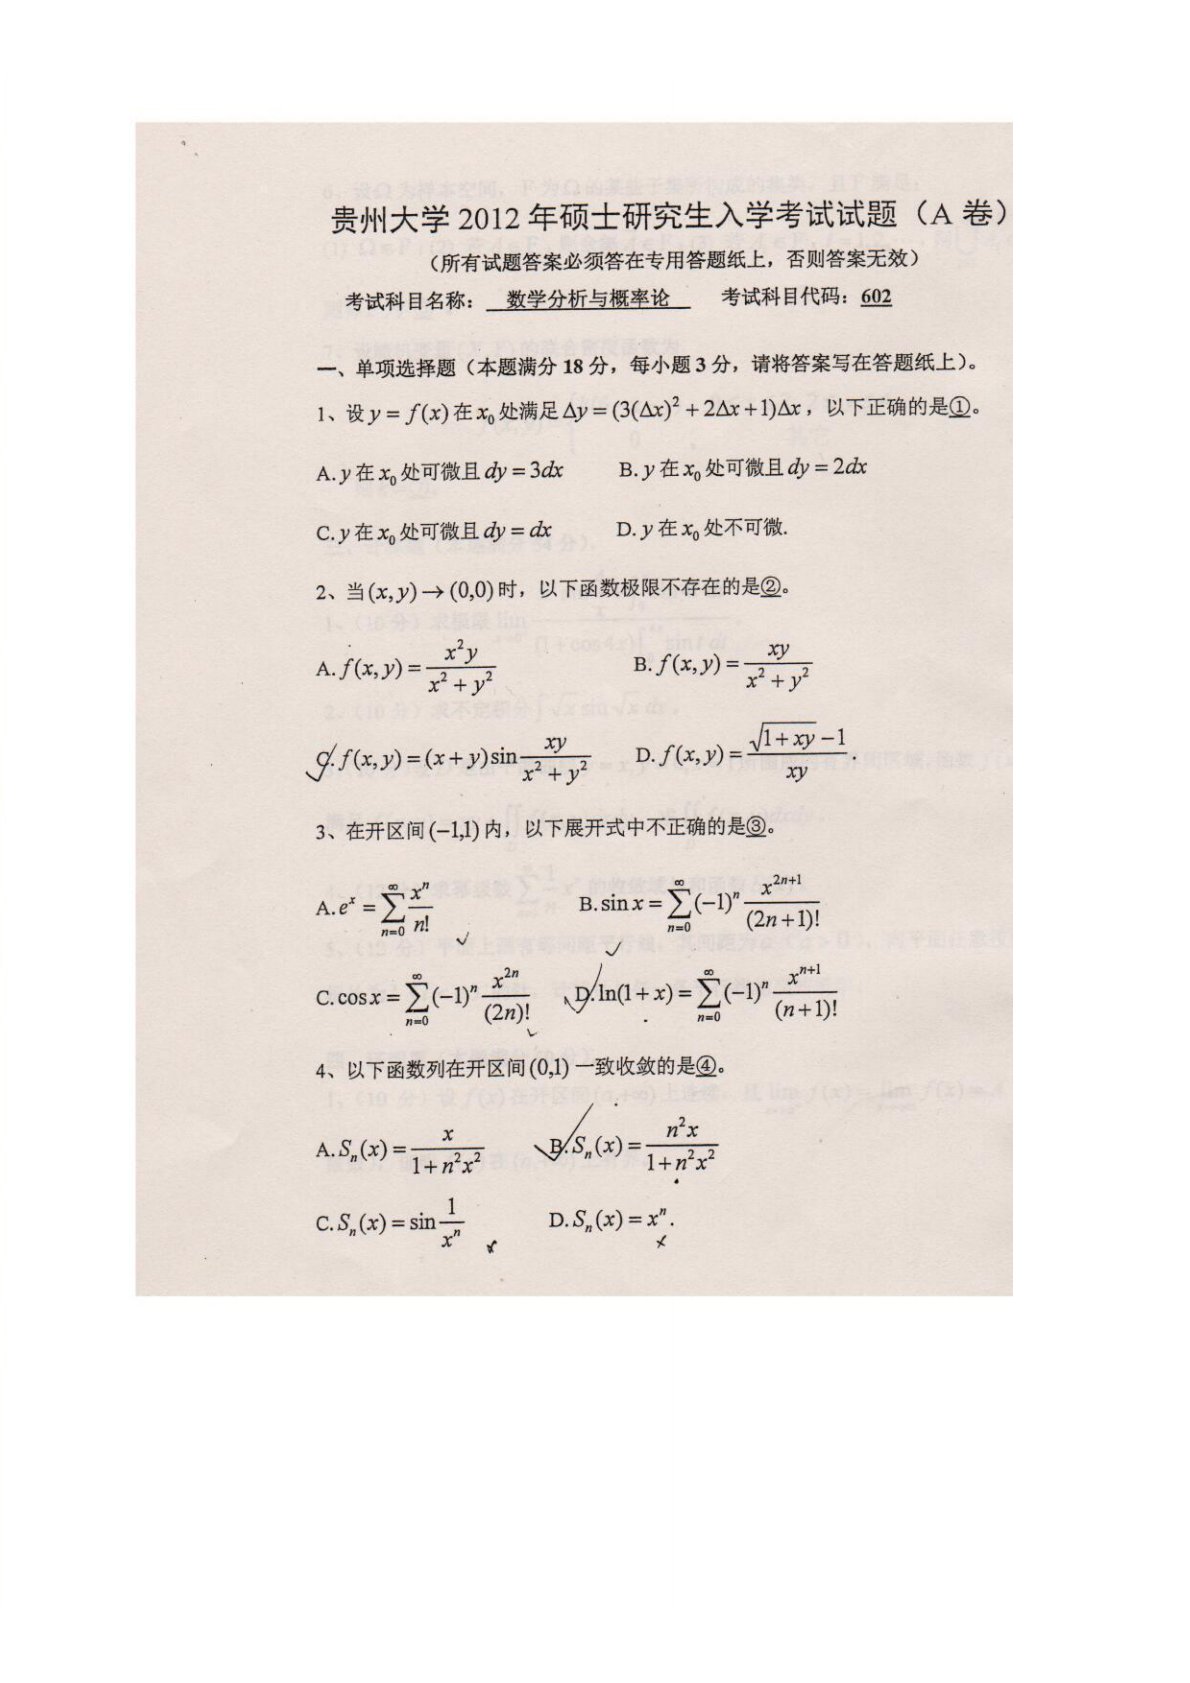 贵州大学 2012 年硕士研究生入学考试试题（A 卷）
（所有试题答案必须答在专用答题纸上，否则答案无效）
考试科目名称： 数学分析与概率论 考试科目代码：602
一、单项选择题（本题满分 18 分，每小题 3 分，请将答案写在答题纸上）。
1、设 y = f(x) 在 x₀ 处满足 Δy = (3(Δx)² + 2Δx + 1)Δx，以下正确的是①。
A. y 在 x₀ 处可微且 dy = 3dx B. y 在 x₀ 处可微且 dy = 2dx
C. y 在 x₀ 处可微且 dy = dx D. y 在 x₀ 处不可微.
2、当 (x, y) → (0,0) 时，以下函数极限不存在的是②。
A. f(x, y) = x²y / (x² + y²) B. f(x, y) = xy / (x² + y²)
C. f(x, y) = (x + y) sin xy / (x² + y²) D. f(x, y) = (√(1 + xy) − 1) / xy.
3、在开区间 (−1,1) 内，以下展开式中不正确的是③。
A. eˣ = ∑_{n=0}^{∞} xⁿ / n! B. sin x = ∑_{n=0}^{∞} (−1)ⁿ x²ⁿ⁺¹ / (2n + 1)!
C. cos x = ∑_{n=0}^{∞} (−1)ⁿ x²ⁿ / (2n)! D. ln(1 + x) = ∑_{n=0}^{∞} (−1)ⁿ xⁿ⁺¹ / (n + 1)!
4、以下函数列在开区间 (0,1) 一致收敛的是④。
A. Sₙ(x) = x / (1 + n²x²) B. Sₙ(x) = n²x / (1 + n²x²)
C. Sₙ(x) = sin 1 / xⁿ D. Sₙ(x) = xⁿ.